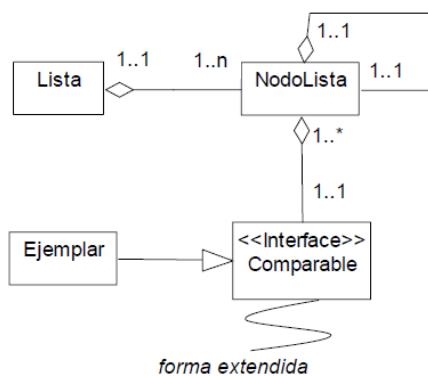 1..1
1..1
1..n
1..1
Lista
NodoLista
1..*
1..1
<<Interface>>
Ejemplar
Comparable
forma extendida